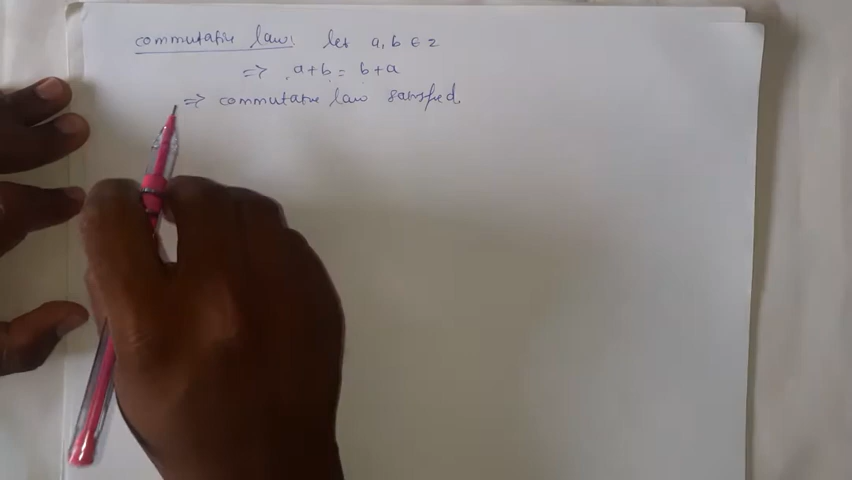 commutative law: let a, b ∈ z
⇒ a+b = b+a
⇒ commutative law satisfied.